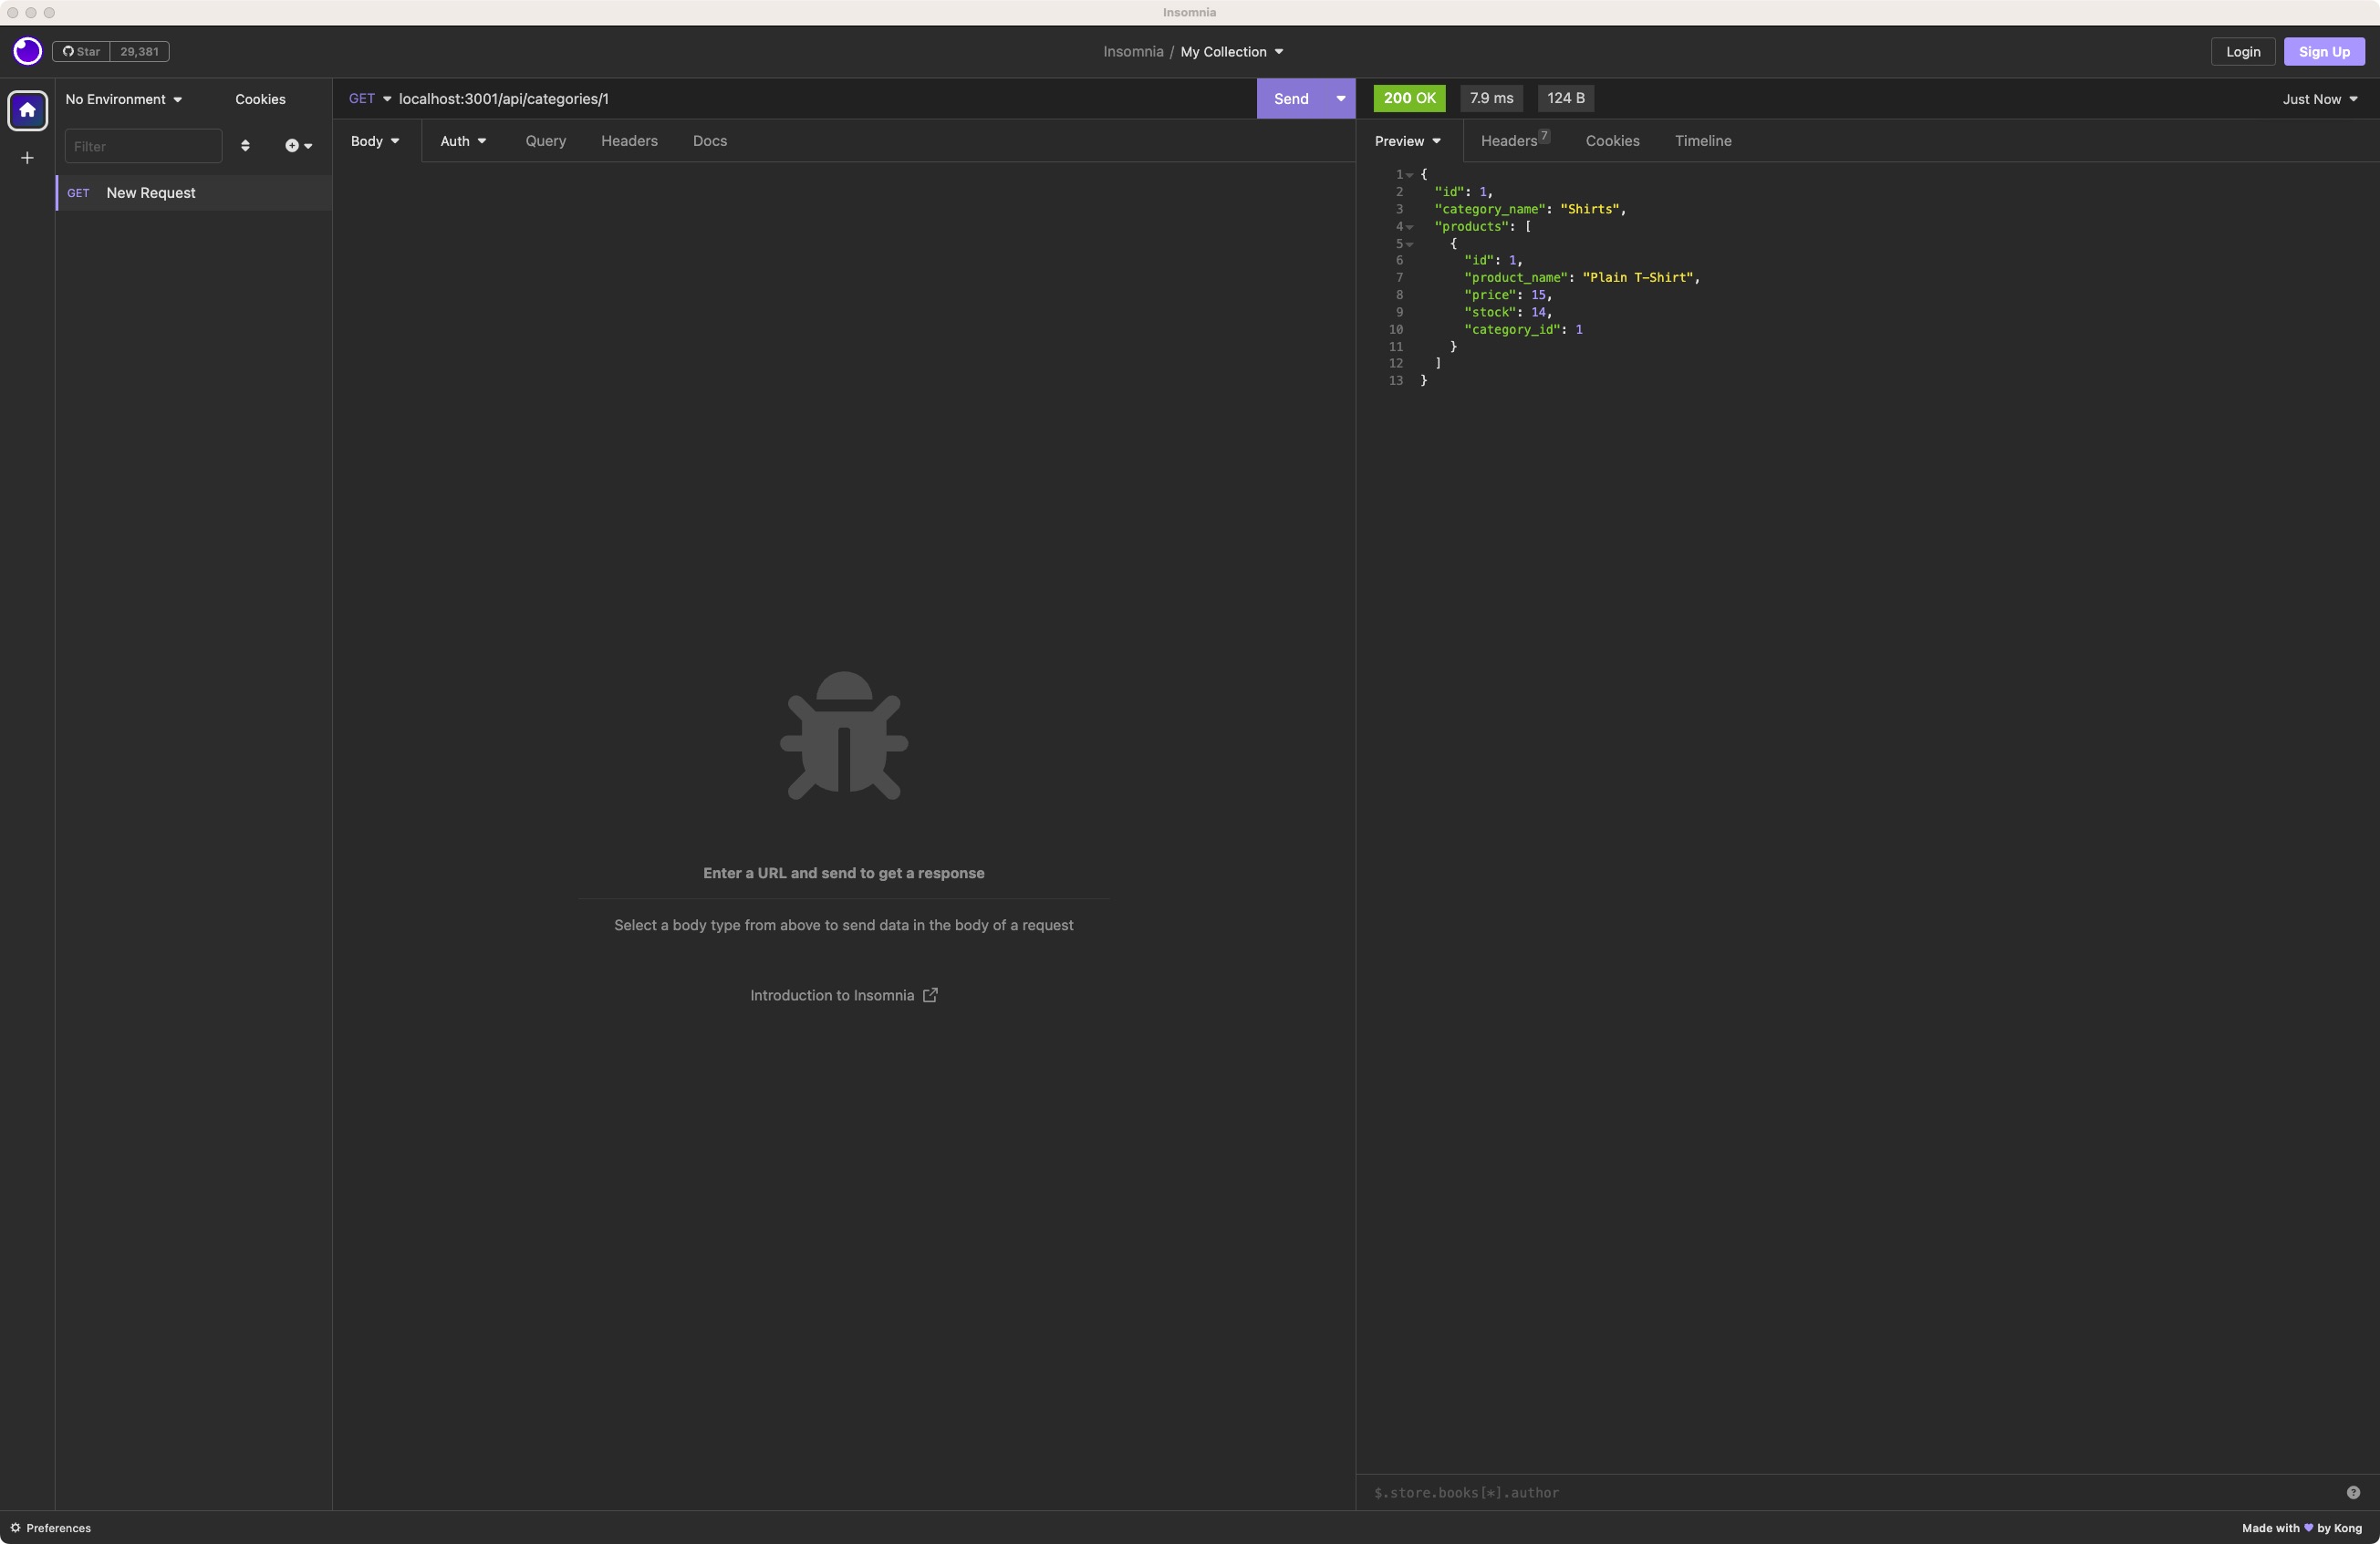 Insomnia
Star 29,381
Insomnia / My Collection
Login
Sign Up
No Environment
Cookies
Filter
GET New Request
GET localhost:3001/api/categories/1
Send
Body
Auth
Query
Headers
Docs
Enter a URL and send to get a response
Select a body type from above to send data in the body of a request
Introduction to Insomnia
200 OK
7.9 ms
124 B
Just Now
Preview
Headers 7
Cookies
Timeline
1 {
2 "id": 1,
3 "category_name": "Shirts",
4 "products": [
5 {
6 "id": 1,
7 "product_name": "Plain T-Shirt",
8 "price": 15,
9 "stock": 14,
10 "category_id": 1
11 }
12 ]
13 }
$.store.books[*].author
Preferences
Made with 💜 by Kong